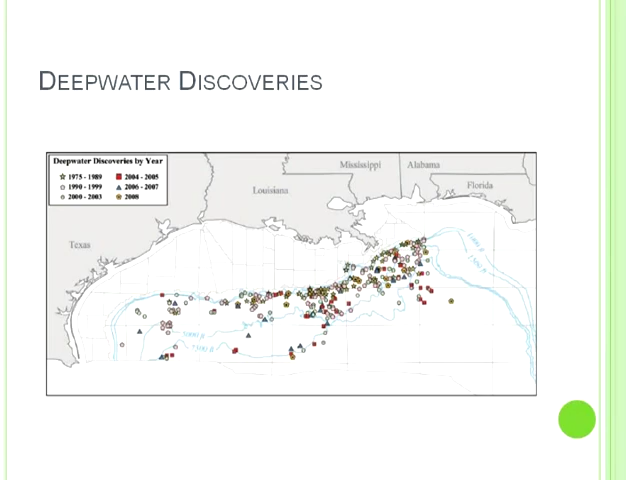 DEEPWATER DISCOVERIES
Deepwater Discoveries by Year
1975 - 1989
2004 - 2005
1990 - 1999
2006 - 2007
2000 - 2003
2008
Mississippi
Alabama
Louisiana
Florida
Texas